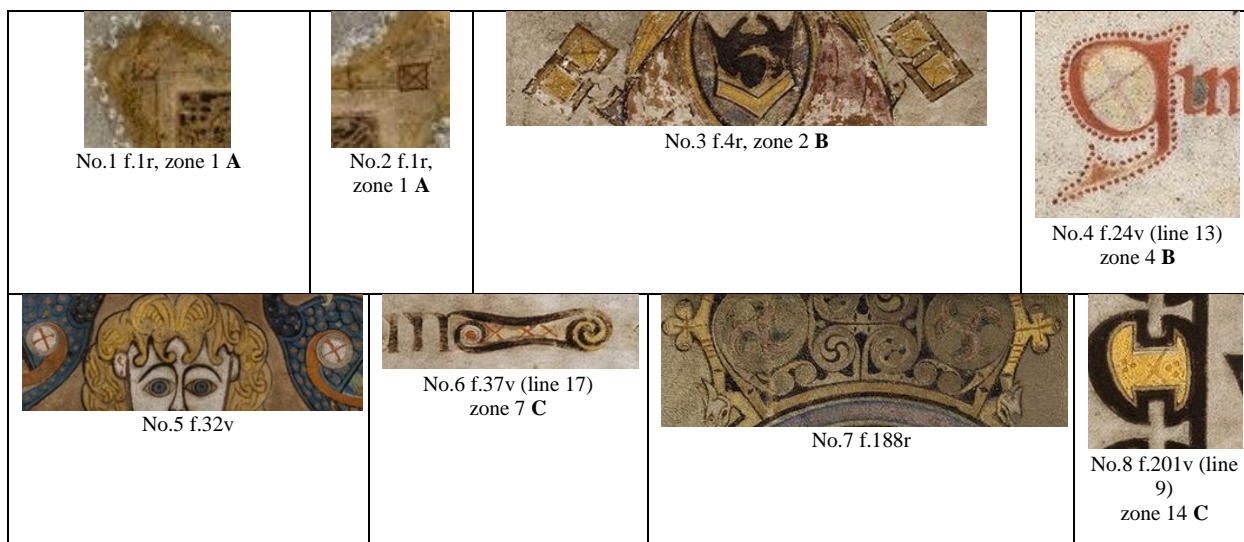 No.1 f.1r, zone 1 A
No.2 f.1r,
zone 1 A
No.3 f.4r, zone 2 B
No.4 f.24v (line 13)
zone 4 B
No.5 f.32v
No.6 f.37v (line 17)
zone 7 C
No.7 f.188r
No.8 f.201v (line
9)
zone 14 C